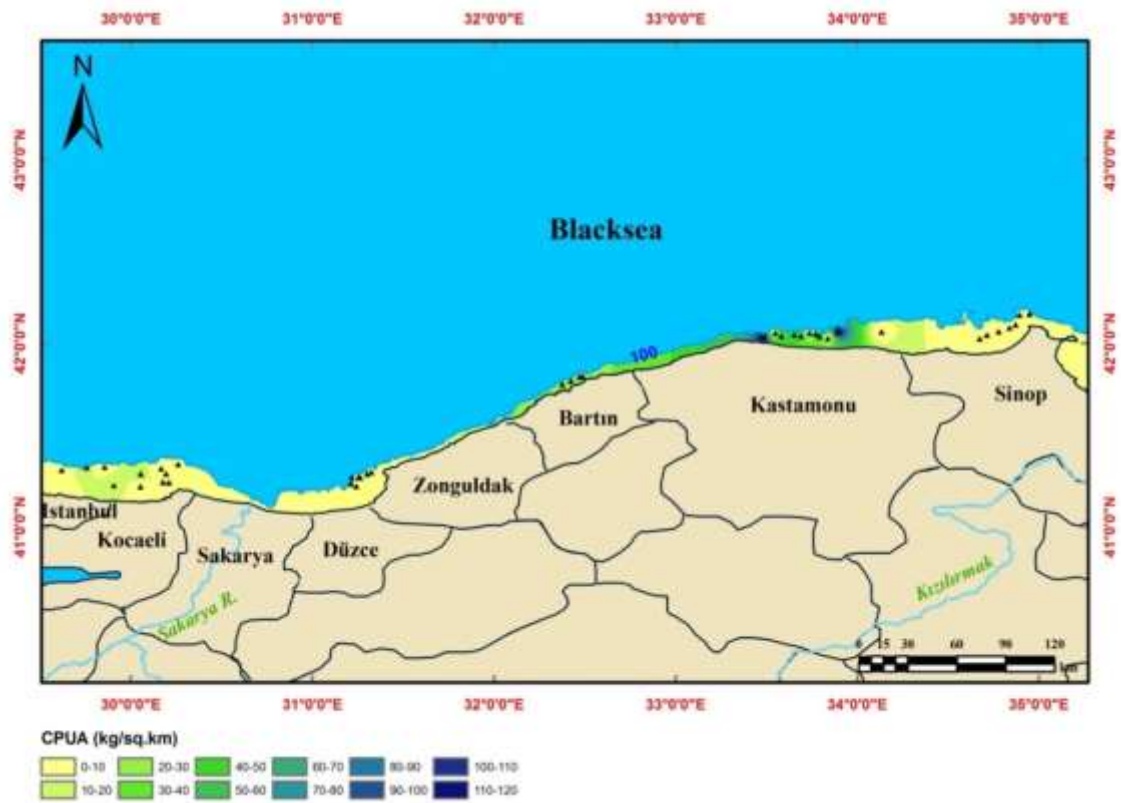 30°0'0"E 31°0'0"E 32°0'0"E 33°0'0"E 34°0'0"E 35°0'0"E
N
43°0'0"N 43°0'0"N
Blacksea
42°0'0"N 42°0'0"N
100
Sinop
Kastamonu
Bartın
Zonguldak
41°0'0"N 41°0'0"N
Istanbul
Kocaeli
Sakarya
Düzce
Kızılırmak
Sakarya R.
0 15 30 60 90 120
km
30°0'0"E 31°0'0"E 32°0'0"E 33°0'0"E 34°0'0"E 35°0'0"E
CPUA (kg/sq.km)
0-10 20-30 40-50 60-70 80-90 100-110
10-20 30-40 50-60 70-80 90-100 110-120